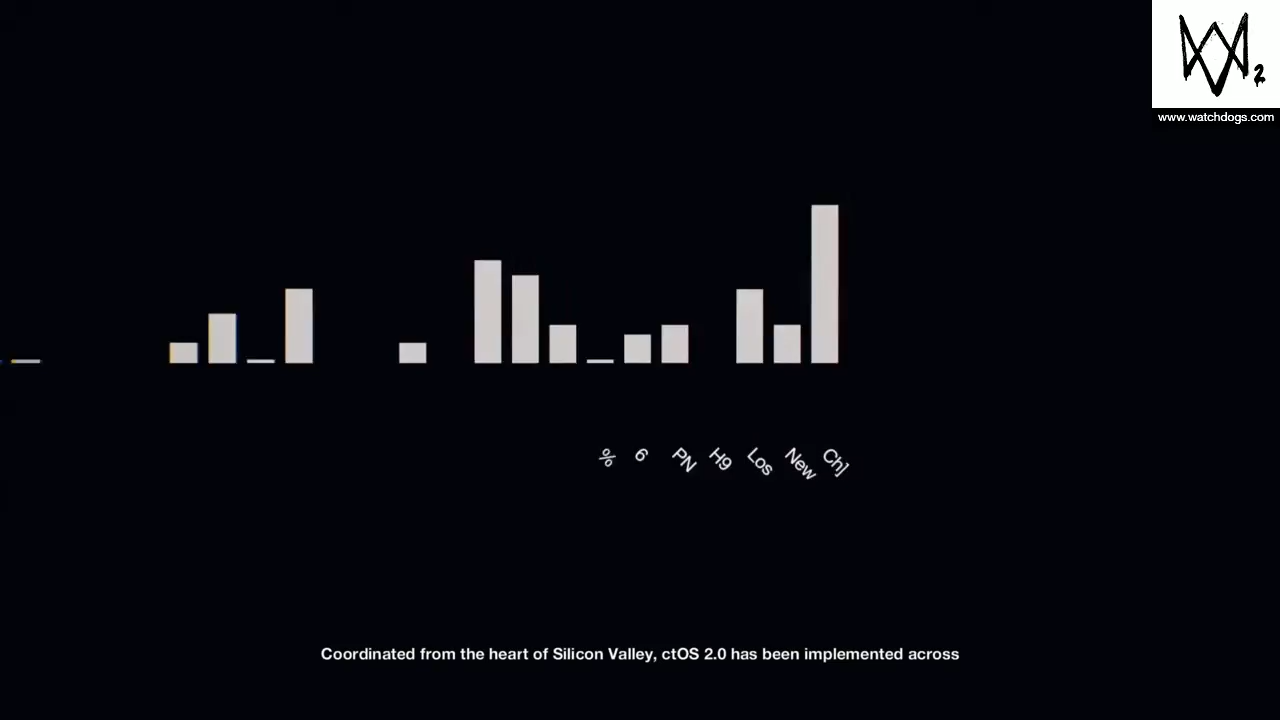 2
www.watchdogs.com
% 6 PN H9 Los New Ch]
Coordinated from the heart of Silicon Valley, ctOS 2.0 has been implemented across